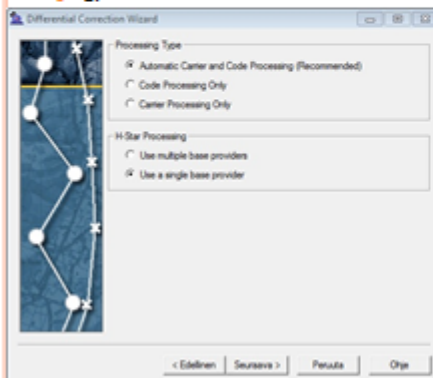 Differential Correction Wizard
Processing Type
Automatic Carrier and Code Processing (Recommended)
Code Processing Only
Carrier Processing Only
H-Star Processing
Use multiple base providers
Use a single base provider
< Edellinen
Seuraava >
Peruuta
Ohje